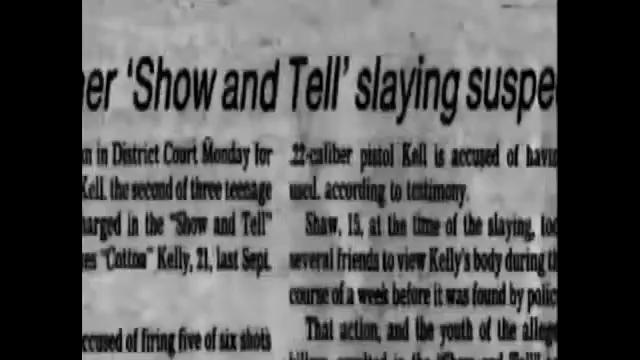 er 'Show and Tell' slaying suspe
n in District Court Monday for
Kell, the second of three teenage
harged in the "Show and Tell"
es "Cotton" Kelly, 21, last Sept.
ccused of firing five of six shots
.22-caliber pistol Kell is accused of havin
used, according to testimony.
Shaw, 15, at the time of the slaying, too
several friends to view Kelly's body during th
course of a week before it was found by polic
That action, and the youth of the alleg